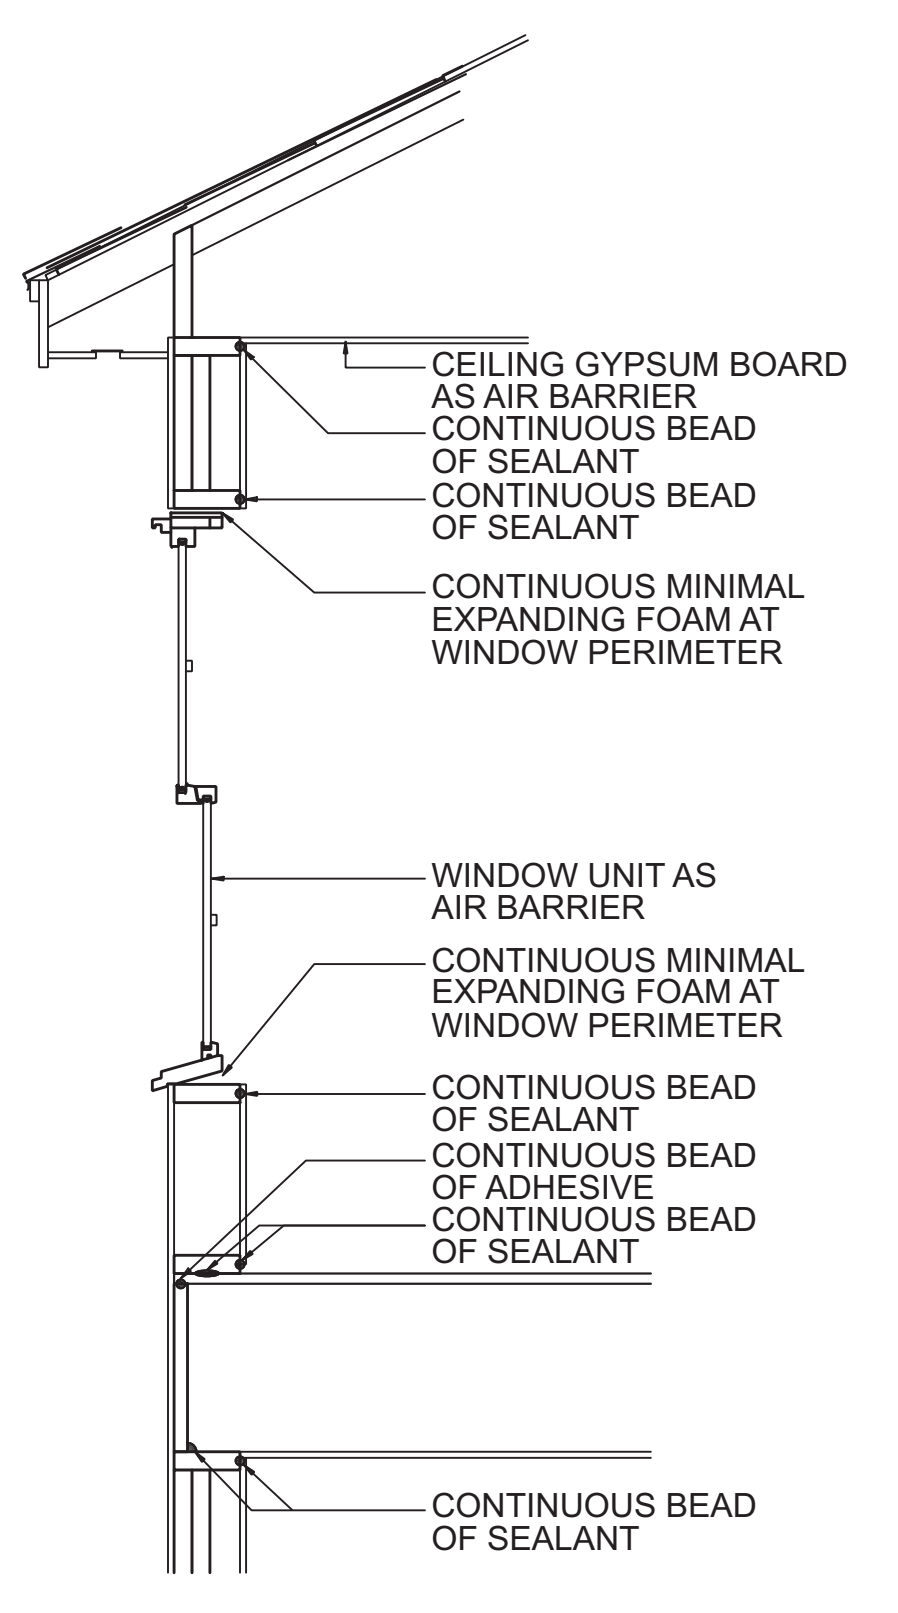 CEILING GYPSUM BOARD
AS AIR BARRIER
CONTINUOUS BEAD
OF SEALANT
CONTINUOUS BEAD
OF SEALANT
CONTINUOUS MINIMAL
EXPANDING FOAM AT
WINDOW PERIMETER
WINDOW UNIT AS
AIR BARRIER
CONTINUOUS MINIMAL
EXPANDING FOAM AT
WINDOW PERIMETER
CONTINUOUS BEAD
OF SEALANT
CONTINUOUS BEAD
OF ADHESIVE
CONTINUOUS BEAD
OF SEALANT
CONTINUOUS BEAD
OF SEALANT